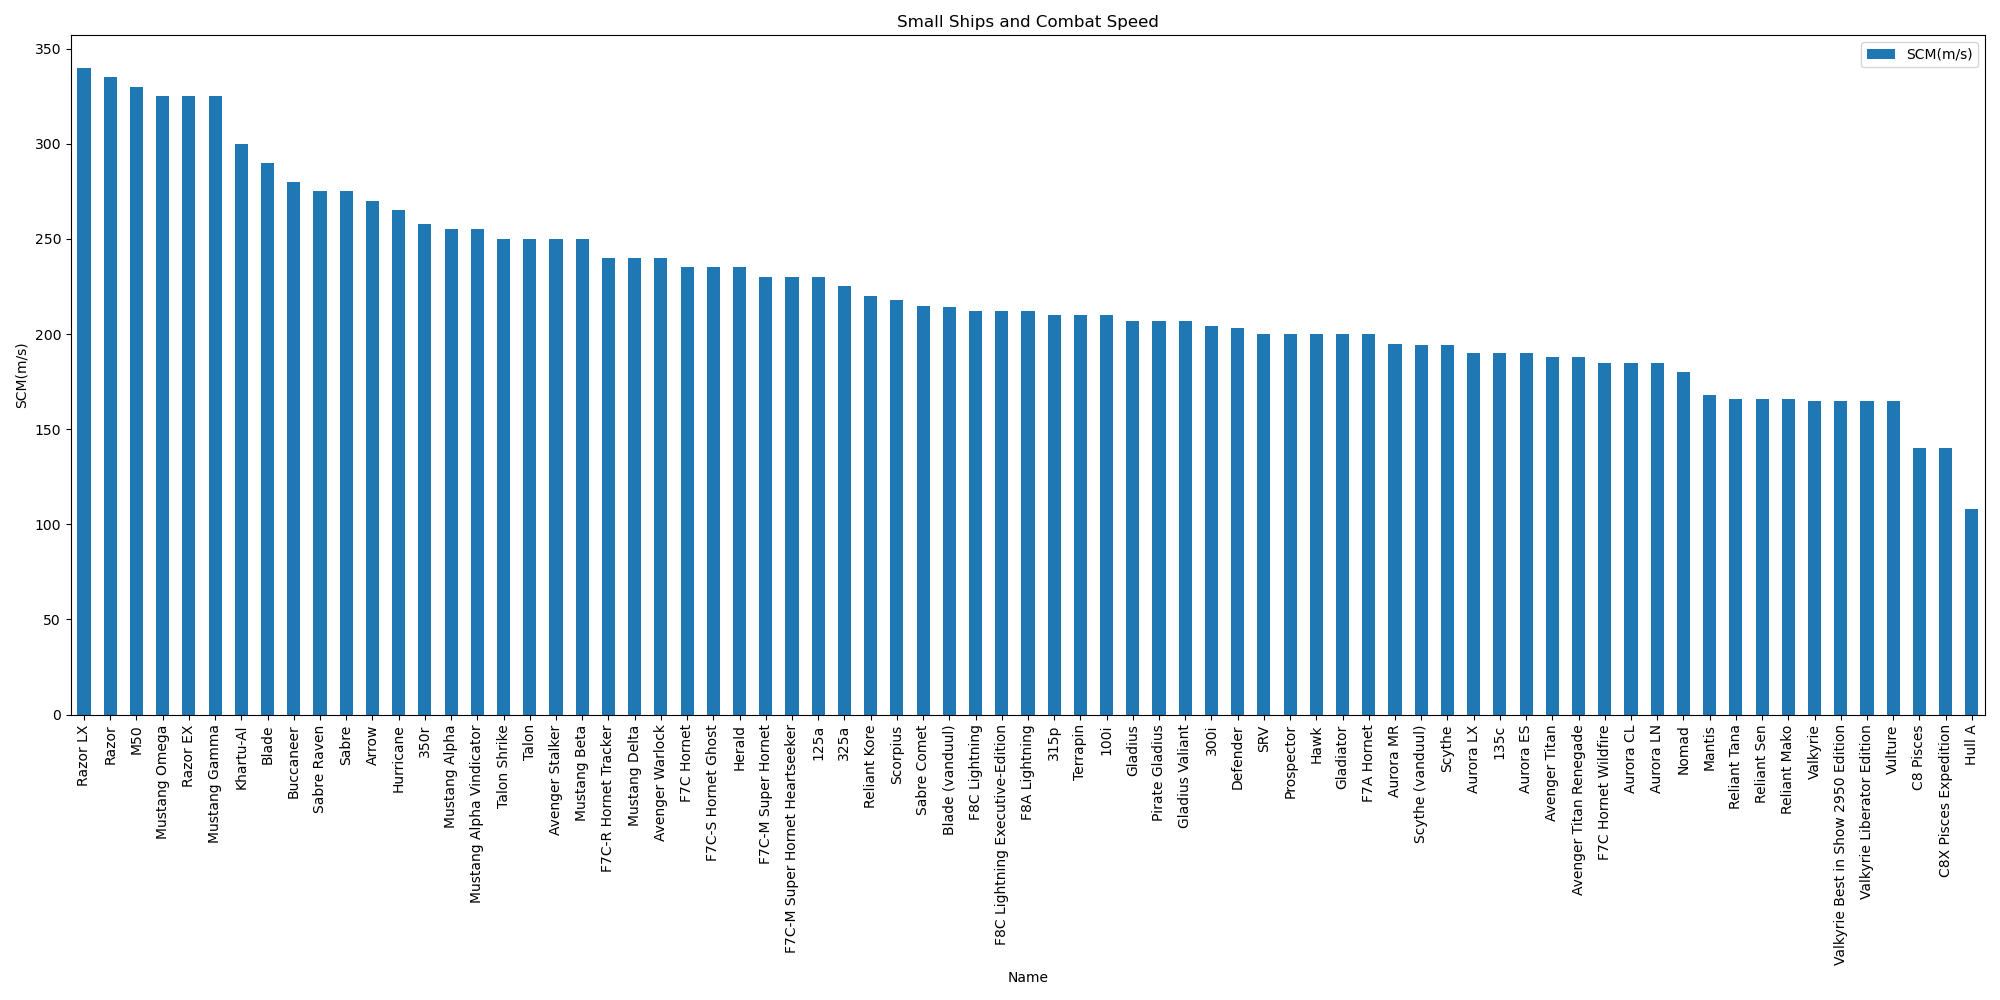 Small Ships and Combat Speed
SCM(m/s)
350
300
250
200
150
100
50
0
SCM(m/s)
Razor LX
Razor
M50
Mustang Omega
Razor EX
Mustang Gamma
Khartu-Al
Blade
Buccaneer
Sabre Raven
Sabre
Arrow
Hurricane
350r
Mustang Alpha
Mustang Alpha Vindicator
Talon Shrike
Talon
Avenger Stalker
Mustang Beta
F7C-R Hornet Tracker
Mustang Delta
Avenger Warlock
F7C Hornet
F7C-S Hornet Ghost
Herald
F7C-M Super Hornet
F7C-M Super Hornet Heartseeker
125a
325a
Reliant Kore
Scorpius
Sabre Comet
Blade (vanduul)
F8C Lightning
F8C Lightning Executive-Edition
F8A Lightning
315p
Terrapin
100i
Gladius
Pirate Gladius
Gladius Valiant
300i
Defender
SRV
Prospector
Hawk
Gladiator
F7A Hornet
Aurora MR
Scythe (vanduul)
Scythe
Aurora LX
135c
Aurora ES
Avenger Titan
Avenger Titan Renegade
F7C Hornet Wildfire
Aurora CL
Aurora LN
Nomad
Mantis
Reliant Tana
Reliant Sen
Reliant Mako
Valkyrie
Valkyrie Best in Show 2950 Edition
Valkyrie Liberator Edition
Vulture
C8 Pisces
C8X Pisces Expedition
Hull A
Name